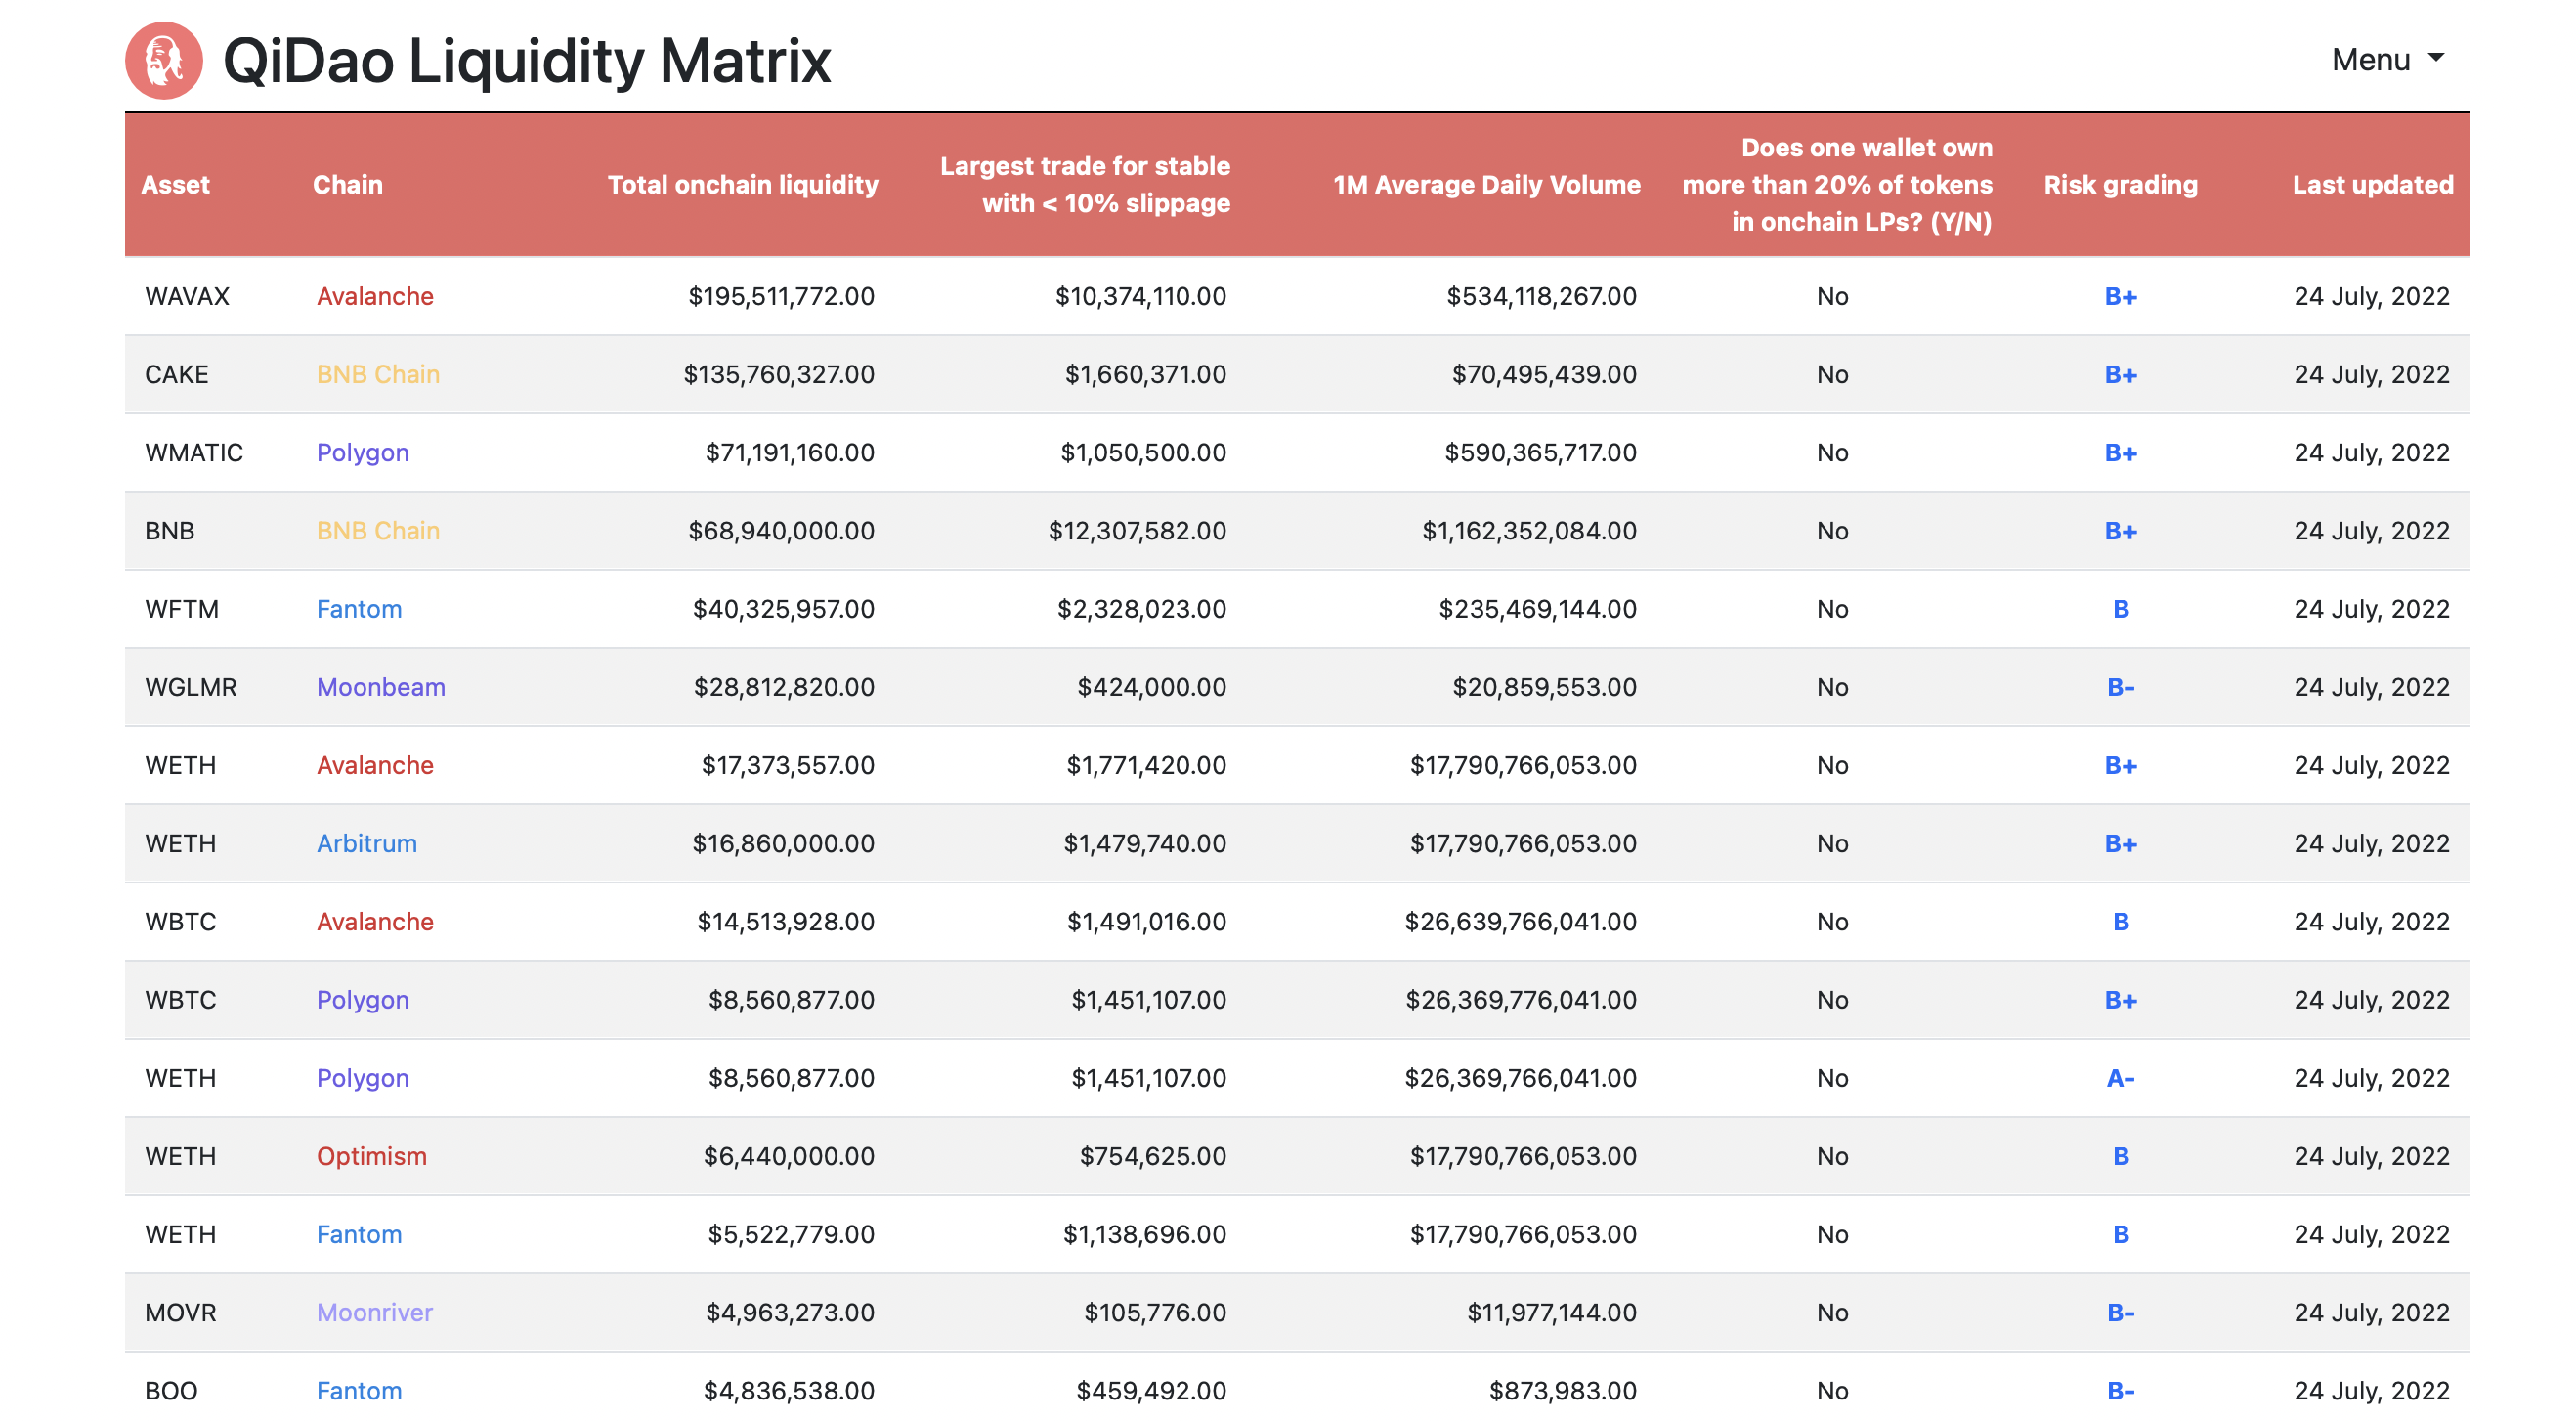 QiDao Liquidity Matrix
Menu
Asset Chain Total onchain liquidity Largest trade for stable with < 10% slippage 1M Average Daily Volume Does one wallet own more than 20% of tokens in onchain LPs? (Y/N) Risk grading Last updated
WAVAX Avalanche $195,511,772.00 $10,374,110.00 $534,118,267.00 No B+ 24 July, 2022
CAKE BNB Chain $135,760,327.00 $1,660,371.00 $70,495,439.00 No B+ 24 July, 2022
WMATIC Polygon $71,191,160.00 $1,050,500.00 $590,365,717.00 No B+ 24 July, 2022
BNB BNB Chain $68,940,000.00 $12,307,582.00 $1,162,352,084.00 No B+ 24 July, 2022
WFTM Fantom $40,325,957.00 $2,328,023.00 $235,469,144.00 No B 24 July, 2022
WGLMR Moonbeam $28,812,820.00 $424,000.00 $20,859,553.00 No B- 24 July, 2022
WETH Avalanche $17,373,557.00 $1,771,420.00 $17,790,766,053.00 No B+ 24 July, 2022
WETH Arbitrum $16,860,000.00 $1,479,740.00 $17,790,766,053.00 No B+ 24 July, 2022
WBTC Avalanche $14,513,928.00 $1,491,016.00 $26,639,766,041.00 No B 24 July, 2022
WBTC Polygon $8,560,877.00 $1,451,107.00 $26,369,776,041.00 No B+ 24 July, 2022
WETH Polygon $8,560,877.00 $1,451,107.00 $26,369,766,041.00 No A- 24 July, 2022
WETH Optimism $6,440,000.00 $754,625.00 $17,790,766,053.00 No B 24 July, 2022
WETH Fantom $5,522,779.00 $1,138,696.00 $17,790,766,053.00 No B 24 July, 2022
MOVR Moonriver $4,963,273.00 $105,776.00 $11,977,144.00 No B- 24 July, 2022
BOO Fantom $4,836,538.00 $459,492.00 $873,983.00 No B- 24 July, 2022